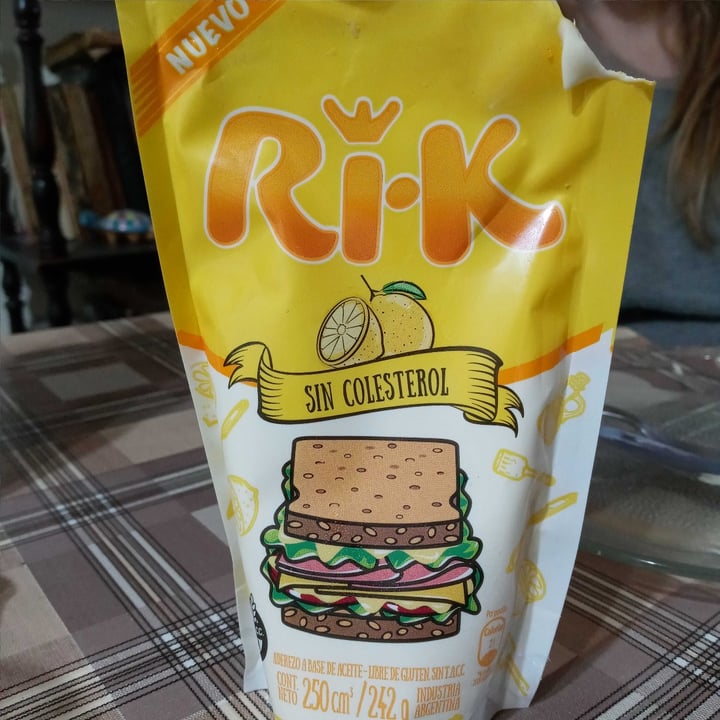 NUEVO
Ri·K
SIN COLESTEROL
ADEREZO A BASE DE ACEITE - LIBRE DE GLUTEN. SIN T.A.C.C.
CONT. NETO 250 cm³ / 242 g INDUSTRIA ARGENTINA